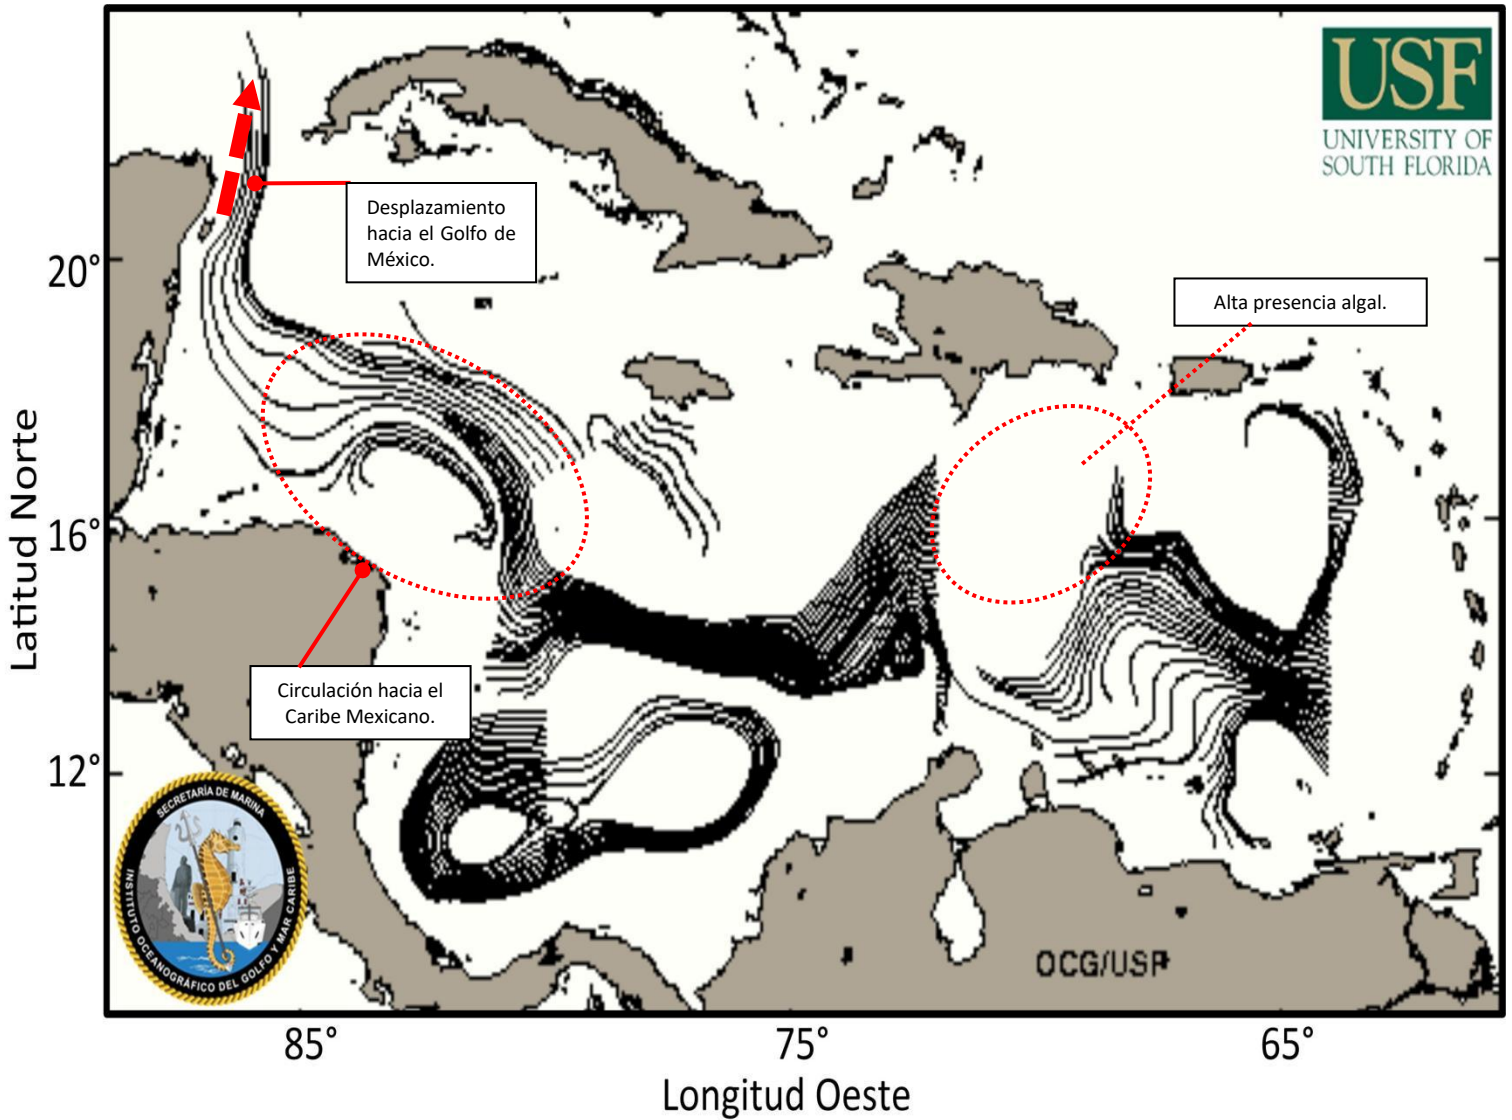 USF
UNIVERSITY OF
SOUTH FLORIDA
Desplazamiento
hacia el Golfo de
México.
Alta presencia algal.
Circulación hacia el
Caribe Mexicano.
Latitud Norte
20°
16°
12°
SECRETARÍA DE MARINA
INSTITUTO OCEANOGRÁFICO DEL GOLFO Y MAR CARIBE
OCG/USF
85°
75°
65°
Longitud Oeste